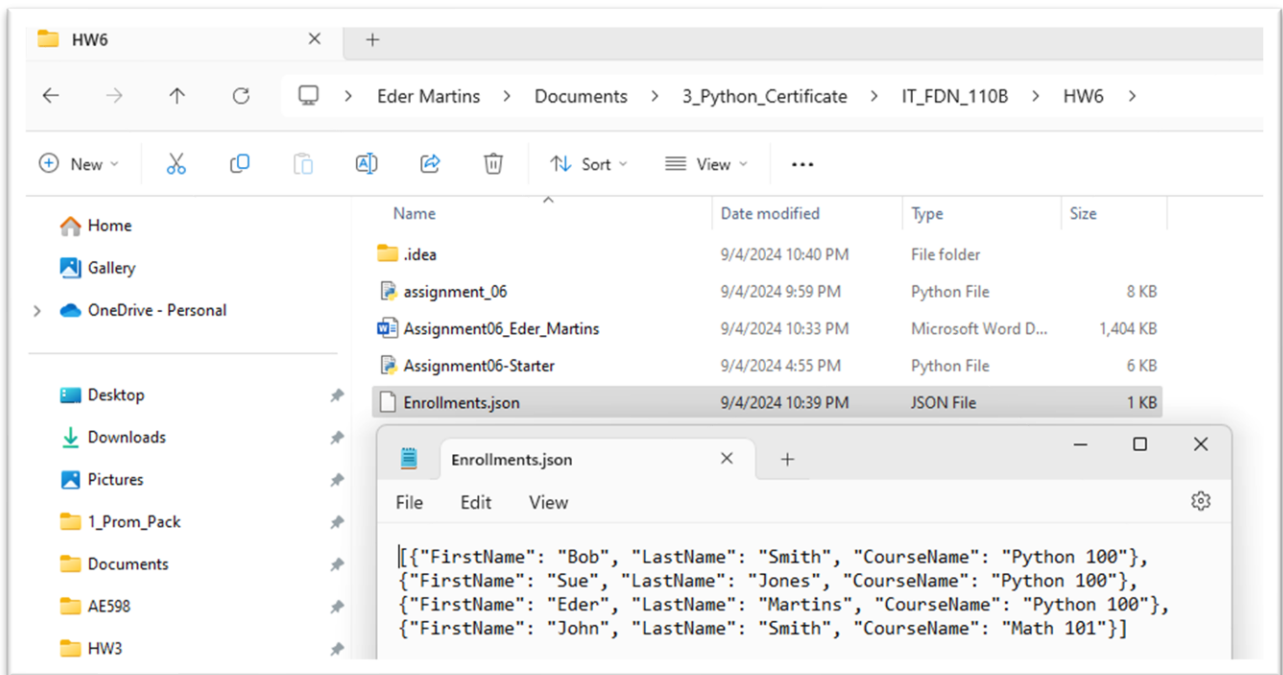 HW6
Eder Martins > Documents > 3_Python_Certificate > IT_FDN_110B > HW6 >
New Sort View ...
Name Date modified Type Size
Home
Gallery
OneDrive - Personal
Desktop
Downloads
Pictures
1_Prom_Pack
Documents
AE598
HW3
.idea 9/4/2024 10:40 PM File folder
assignment_06 9/4/2024 9:59 PM Python File 8 KB
Assignment06_Eder_Martins 9/4/2024 10:33 PM Microsoft Word D... 1,404 KB
Assignment06-Starter 9/4/2024 4:55 PM Python File 6 KB
Enrollments.json 9/4/2024 10:39 PM JSON File 1 KB
Enrollments.json
File Edit View
[{"FirstName": "Bob", "LastName": "Smith", "CourseName": "Python 100"},
{"FirstName": "Sue", "LastName": "Jones", "CourseName": "Python 100"},
{"FirstName": "Eder", "LastName": "Martins", "CourseName": "Python 100"},
{"FirstName": "John", "LastName": "Smith", "CourseName": "Math 101"}]